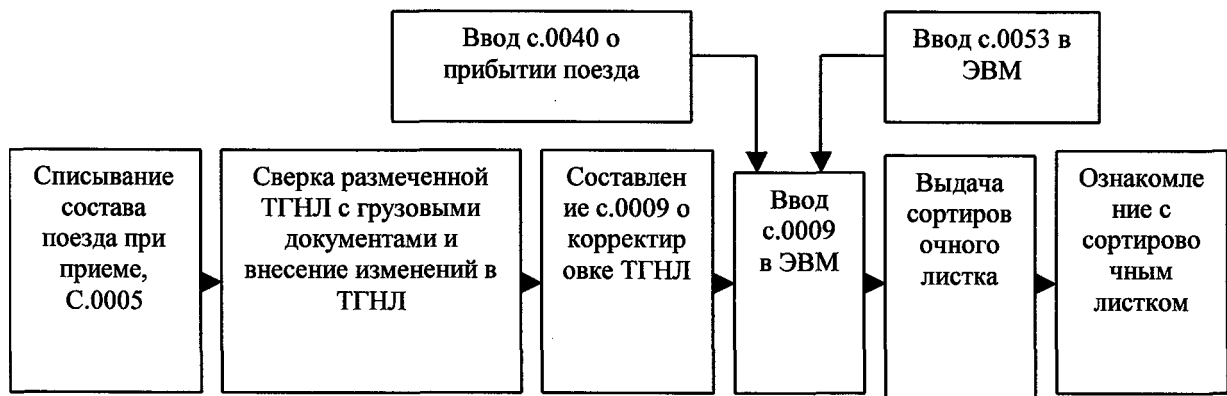 Ввод с.0040 о
прибытии поезда
Ввод с.0053 в
ЭВМ
Списывание
состава
поезда при
приеме,
С.0005
Сверка размеченной
ТГНЛ с грузовыми
документами и
внесение изменений в
ТГНЛ
Составлен
ие с.0009 о
корректир
овке ТГНЛ
Ввод
с.0009
в ЭВМ
Выдача
сортиров
очного
листка
Ознакомле
ние с
сортирово
чным
листком